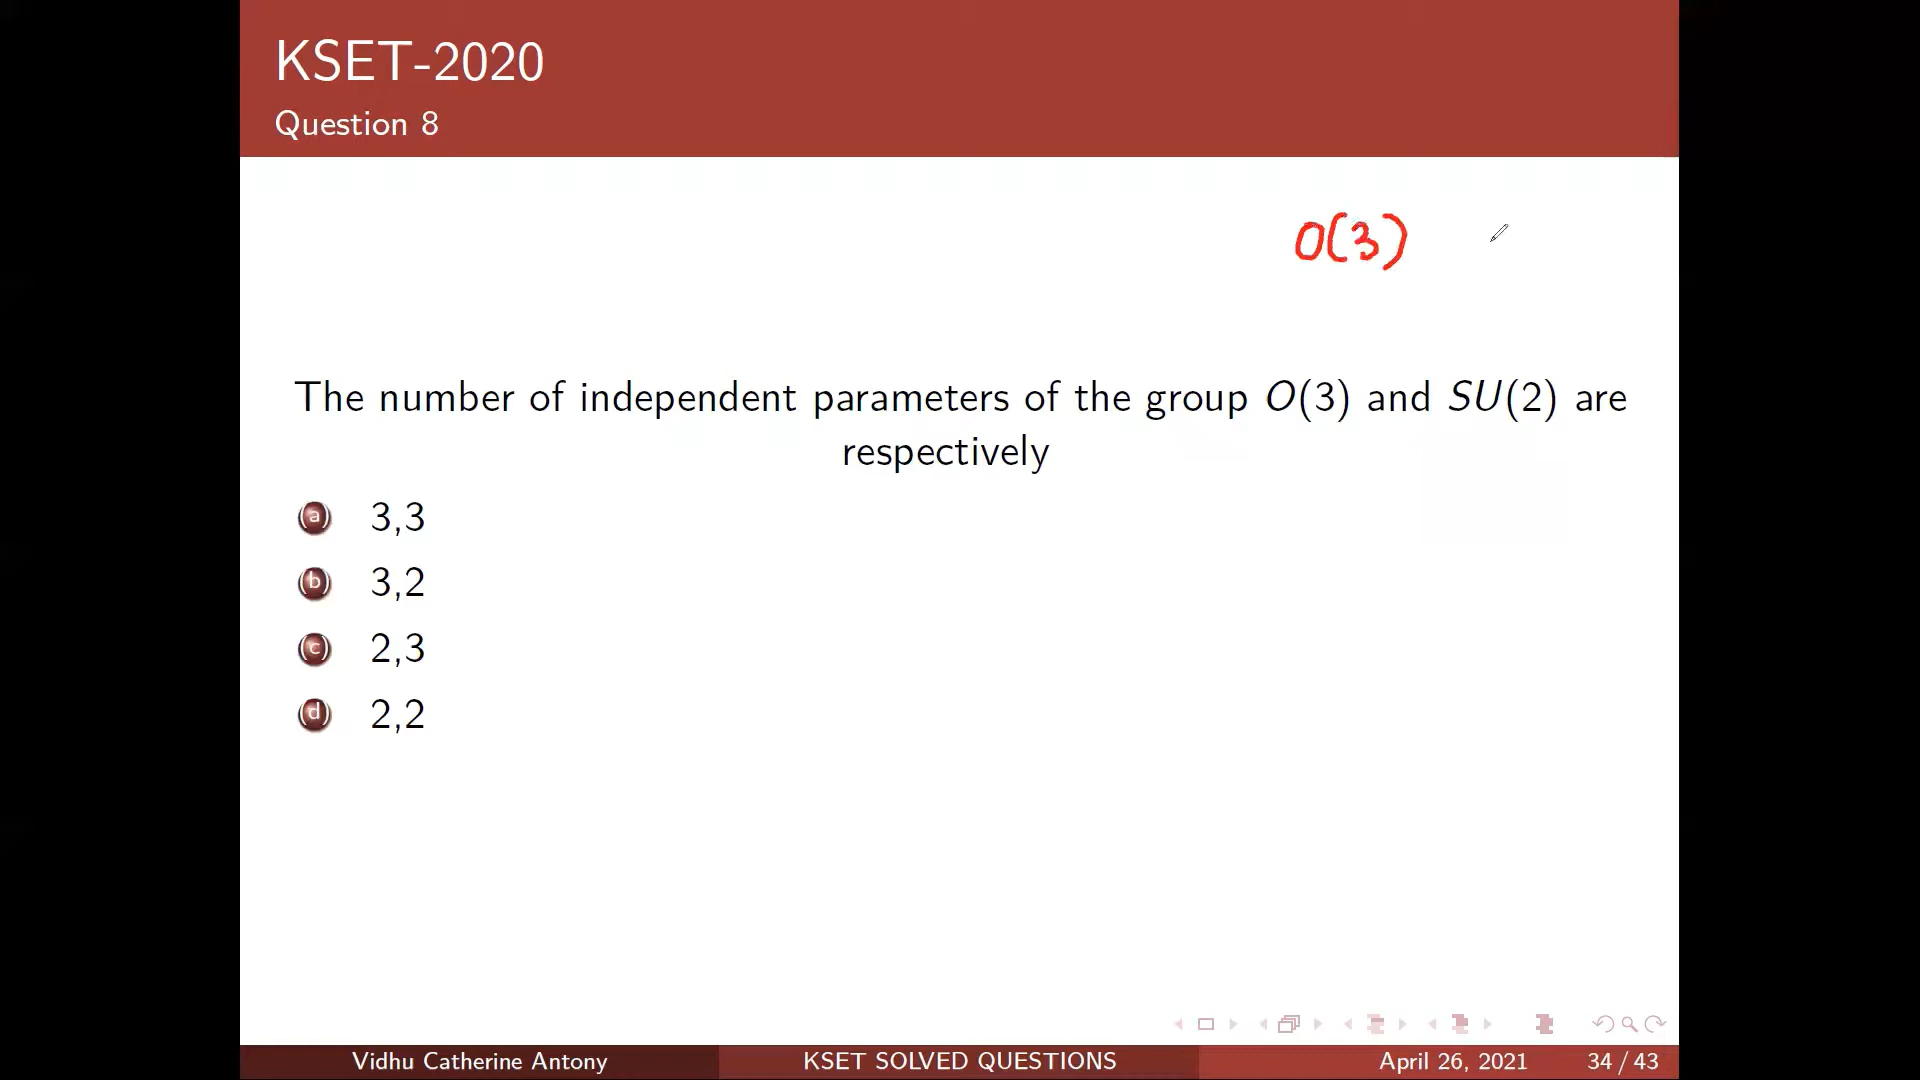 KSET-2020
Question 8
O(3)
The number of independent parameters of the group O(3) and SU(2) are
respectively
(a) 3,3
(b) 3,2
(c) 2,3
(d) 2,2
Vidhu Catherine Antony KSET SOLVED QUESTIONS April 26, 2021 34 / 43